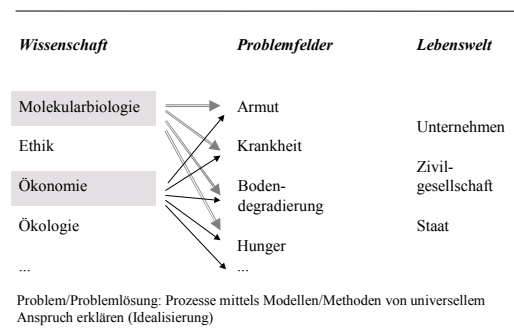 Wissenschaft Problemfelder Lebenswelt
Molekularbiologie
Ethik
Ökonomie
Ökologie
...
Armut
Krankheit
Boden-
degradierung
Hunger
...
Unternehmen
Zivil-
gesellschaft
Staat
Problem/Problemlösung: Prozesse mittels Modellen/Methoden von universellem
Anspruch erklären (Idealisierung)